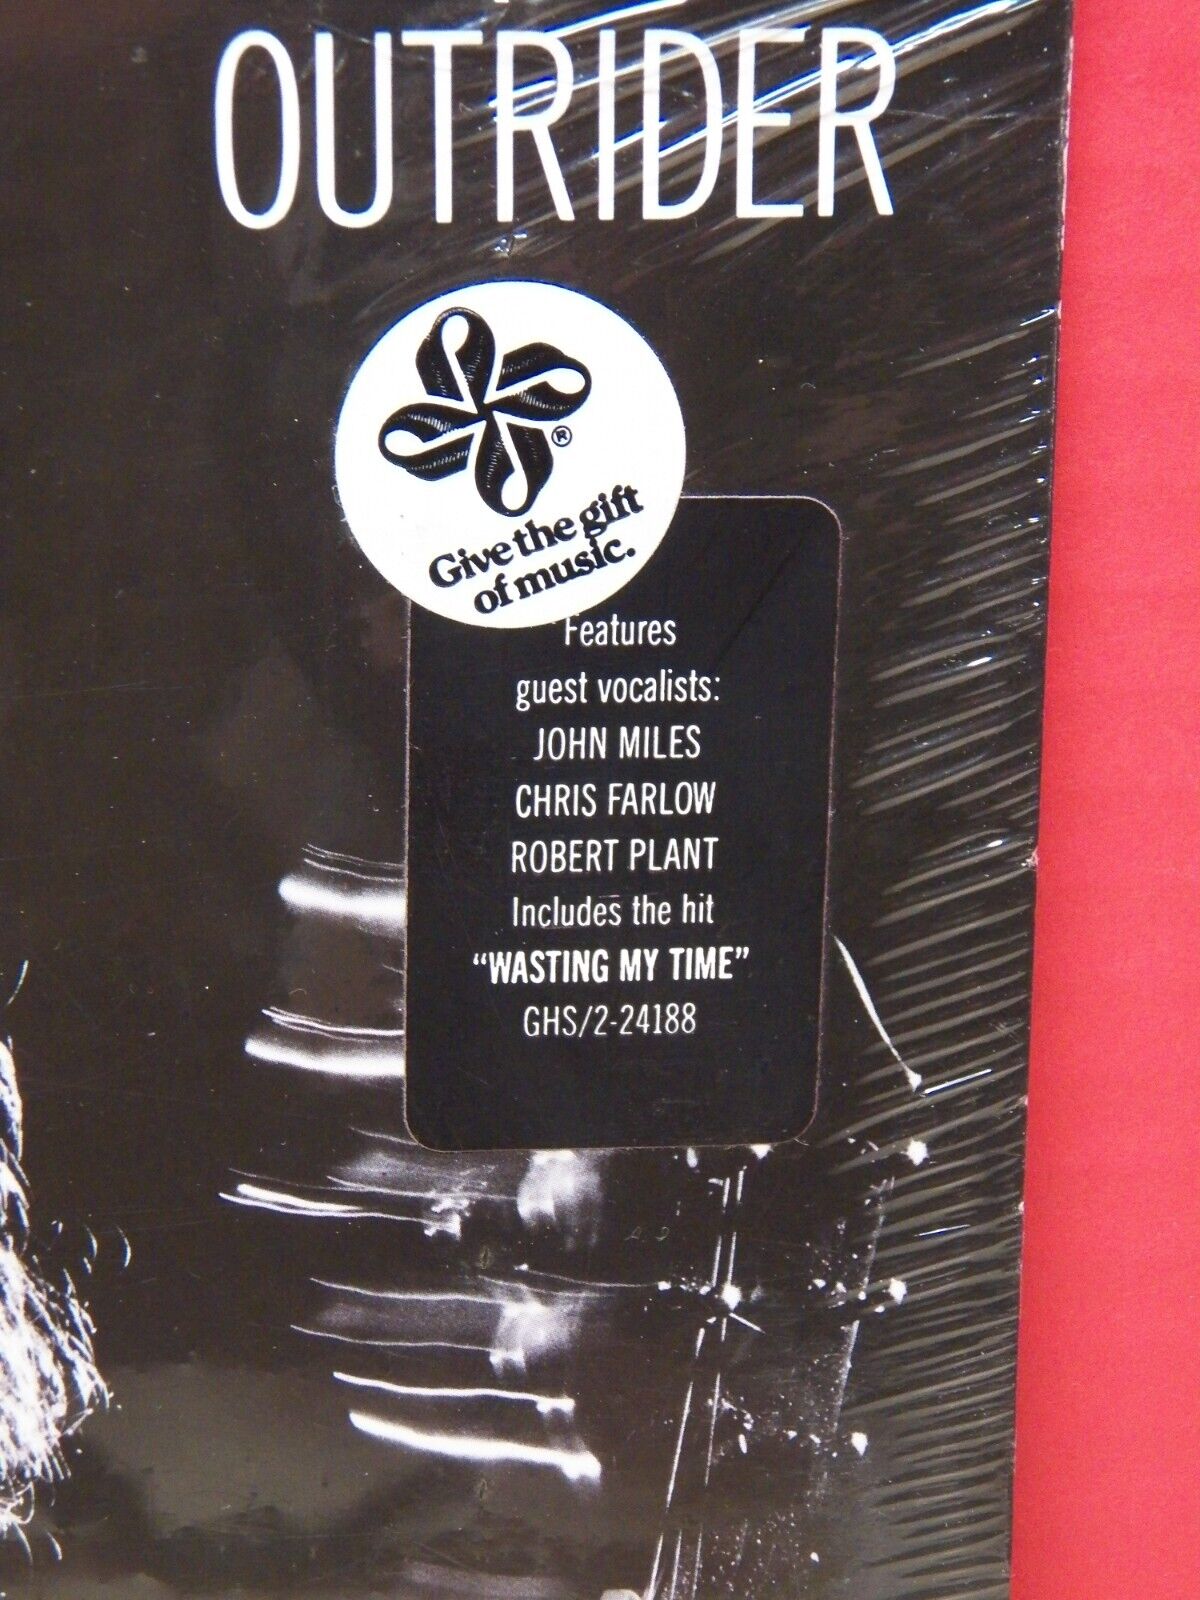 OUTRIDER
®
Give the gift
of music.
Features
guest vocalists:
JOHN MILES
CHRIS FARLOW
ROBERT PLANT
Includes the hit
“WASTING MY TIME”
GHS/2-24188